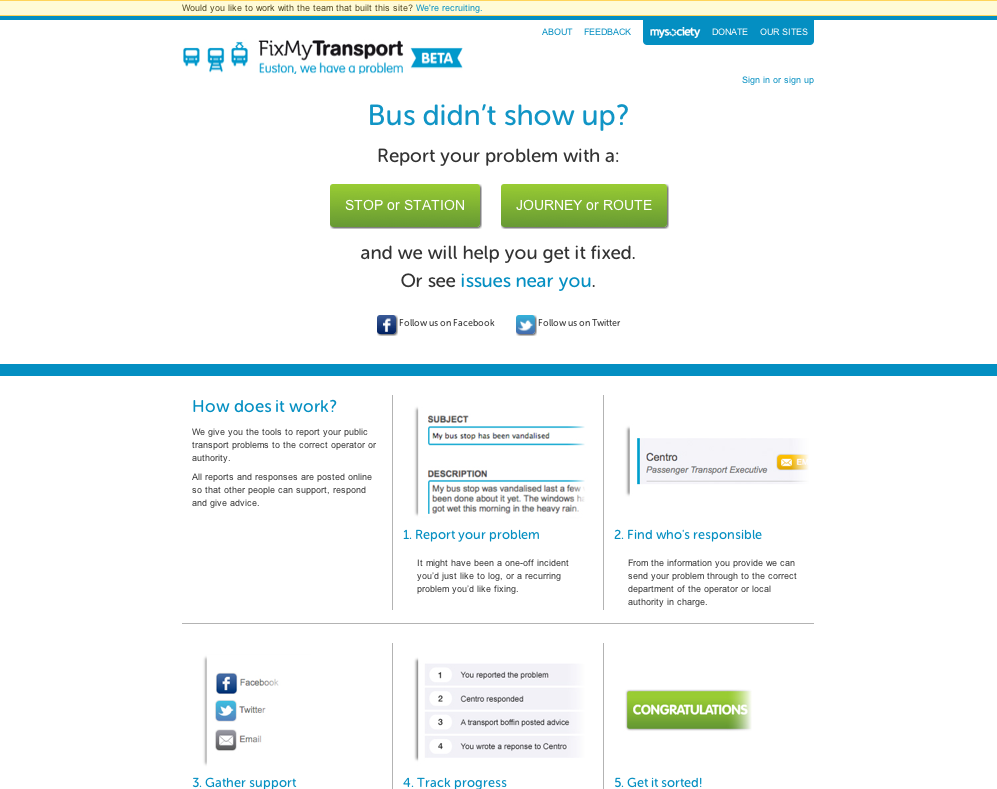 Would you like to work with the team that built this site? We're recruiting.
ABOUT FEEDBACK mysociety DONATE OUR SITES
FixMyTransport BETA
Euston, we have a problem
Sign in or sign up
Bus didn't show up?
Report your problem with a:
STOP or STATION JOURNEY or ROUTE
and we will help you get it fixed.
Or see issues near you.
Follow us on Facebook Follow us on Twitter
How does it work?
We give you the tools to report your public
transport problems to the correct operator or
authority.
All reports and responses are posted online
so that other people can support, respond
and give advice.
SUBJECT
My bus stop has been vandalised
DESCRIPTION
My bus stop was vandalised last a few
been done about it yet. The windows h
got wet this morning in the heavy rain.
1. Report your problem
It might have been a one-off incident
you'd just like to log, or a recurring
problem you'd like fixing.
Centro
Passenger Transport Executive
2. Find who's responsible
From the information you provide we can
send your problem through to the correct
department of the operator or local
authority in charge.
Facebook
Twitter
Email
3. Gather support
1 You reported the problem
2 Centro responded
3 A transport boffin posted advice
4 You wrote a reponse to Centro
4. Track progress
CONGRATULATIONS
5. Get it sorted!